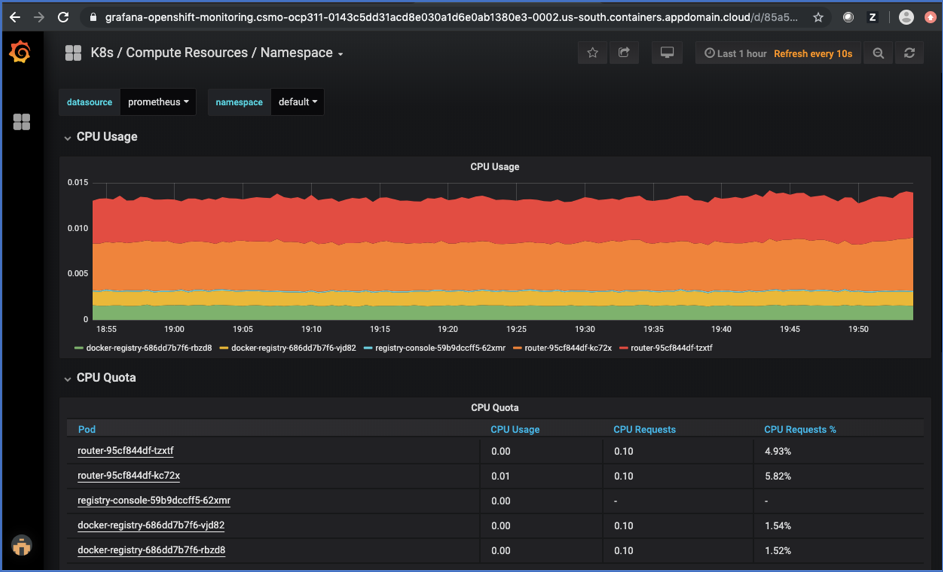 grafana-openshift-monitoring.csmo-ocp311-0143c5dd31acd8e030a1d6e0ab1380e3-0002.us-south.containers.appdomain.cloud/d/85a5...
Z
K8s / Compute Resources / Namespace
Last 1 hour Refresh every 10s
datasource prometheus namespace default
CPU Usage
CPU Usage
0.015
0.010
0.005
0
18:55 19:00 19:05 19:10 19:15 19:20 19:25 19:30 19:35 19:40 19:45 19:50
docker-registry-686dd7b7f6-rbzd8 docker-registry-686dd7b7f6-vjd82 registry-console-59b9dccff5-62xmr router-95cf844df-kc72x router-95cf844df-tzxtf
CPU Quota
CPU Quota
Pod CPU Usage CPU Requests CPU Requests %
router-95cf844df-tzxtf 0.00 0.10 4.93%
router-95cf844df-kc72x 0.01 0.10 5.82%
registry-console-59b9dccff5-62xmr 0.00 - -
docker-registry-686dd7b7f6-vjd82 0.00 0.10 1.54%
docker-registry-686dd7b7f6-rbzd8 0.00 0.10 1.52%